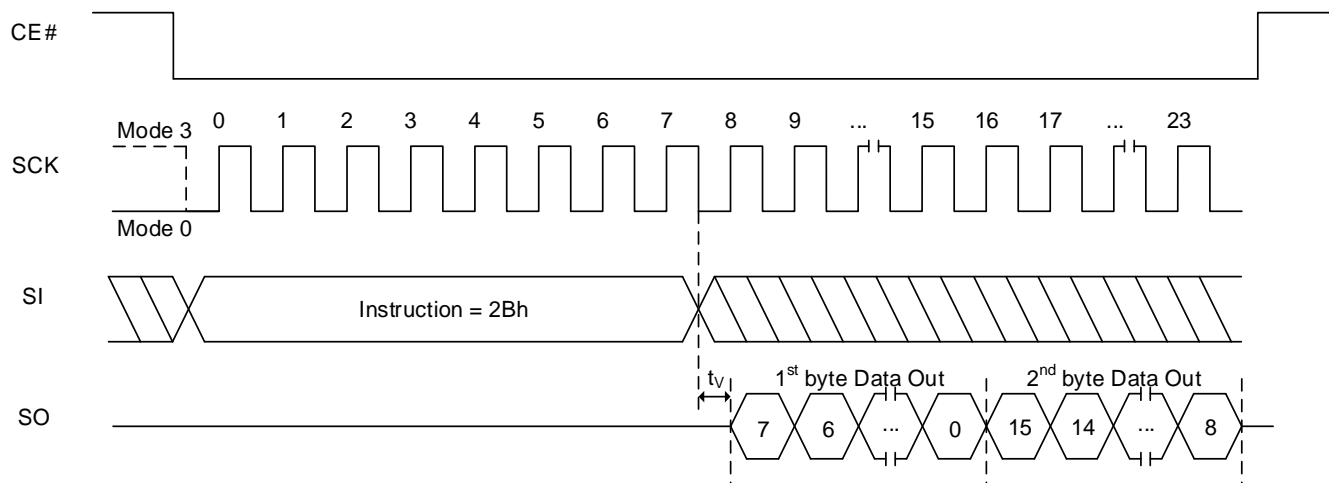 CE#
0 1 2 3 4 5 6 7 8 9 ... 15 16 17 ... 23
Mode 3
SCK
Mode 0
SI
Instruction = 2Bh
tV
1st byte Data Out
2nd byte Data Out
SO
7 6 ... 0 15 14 ... 8